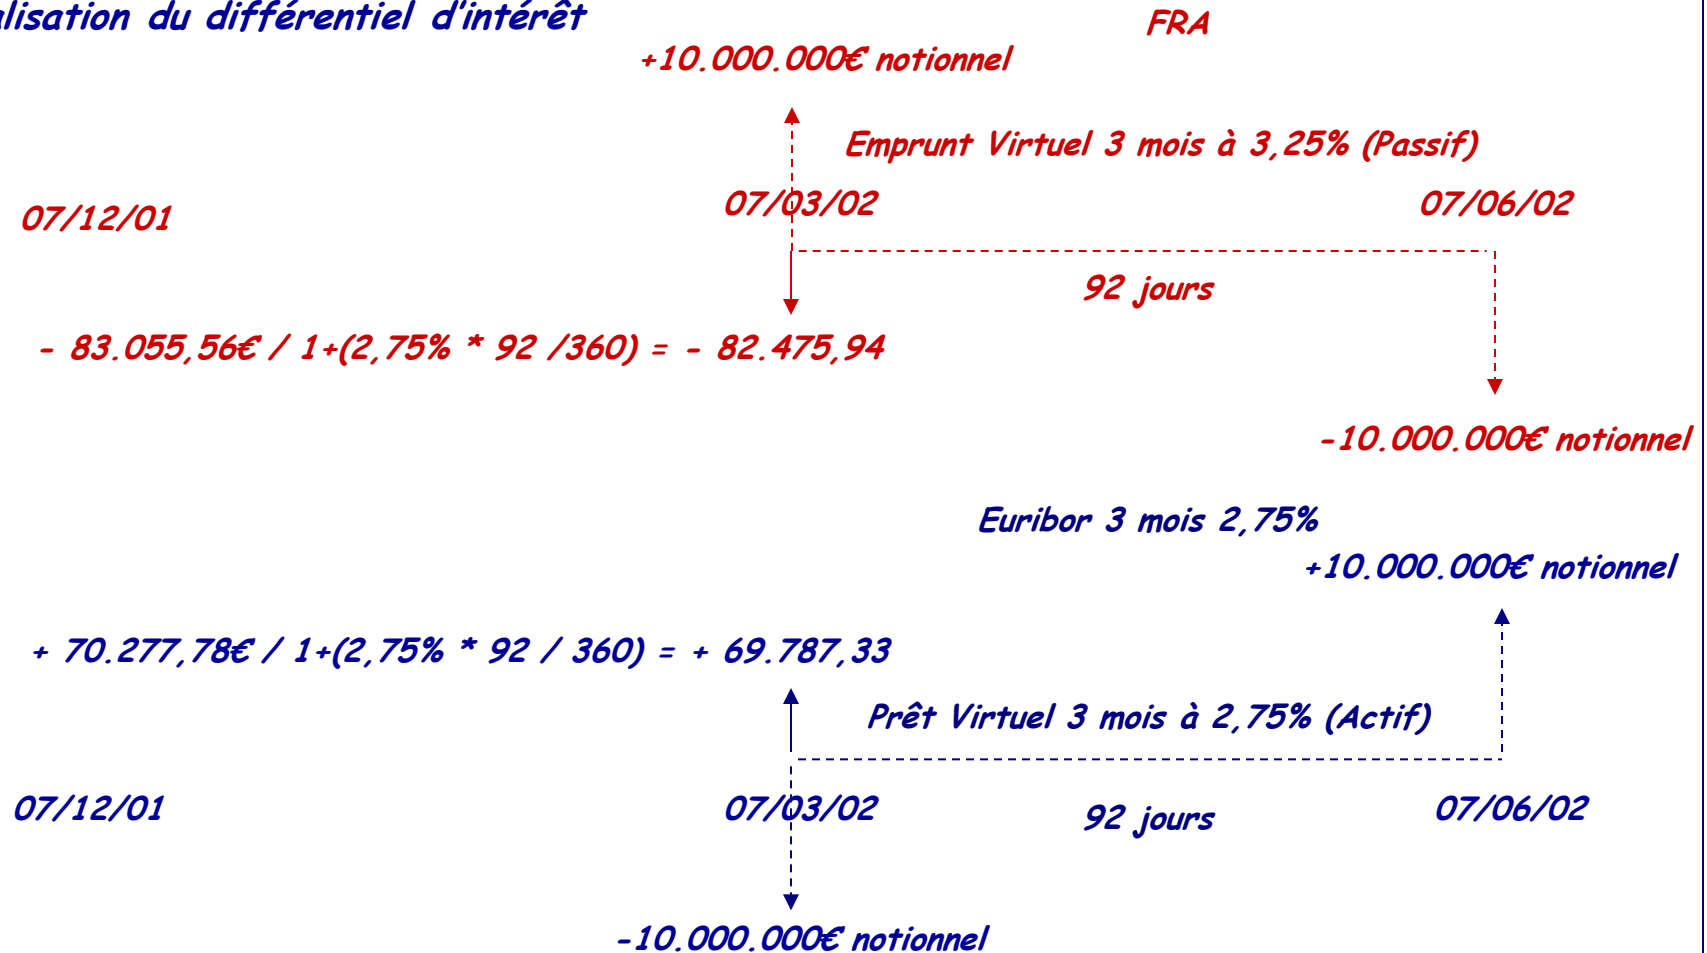 alisation du différentiel d'intérêt
FRA
+10.000.000€ notionnel
Emprunt Virtuel 3 mois à 3,25% (Passif)
07/12/01
07/03/02
07/06/02
92 jours
- 83.055,56€ / 1+(2,75% * 92 /360) = - 82.475,94
-10.000.000€ notionnel
Euribor 3 mois 2,75%
+10.000.000€ notionnel
+ 70.277,78€ / 1+(2,75% * 92 / 360) = + 69.787,33
Prêt Virtuel 3 mois à 2,75% (Actif)
07/12/01
07/03/02
92 jours
07/06/02
-10.000.000€ notionnel